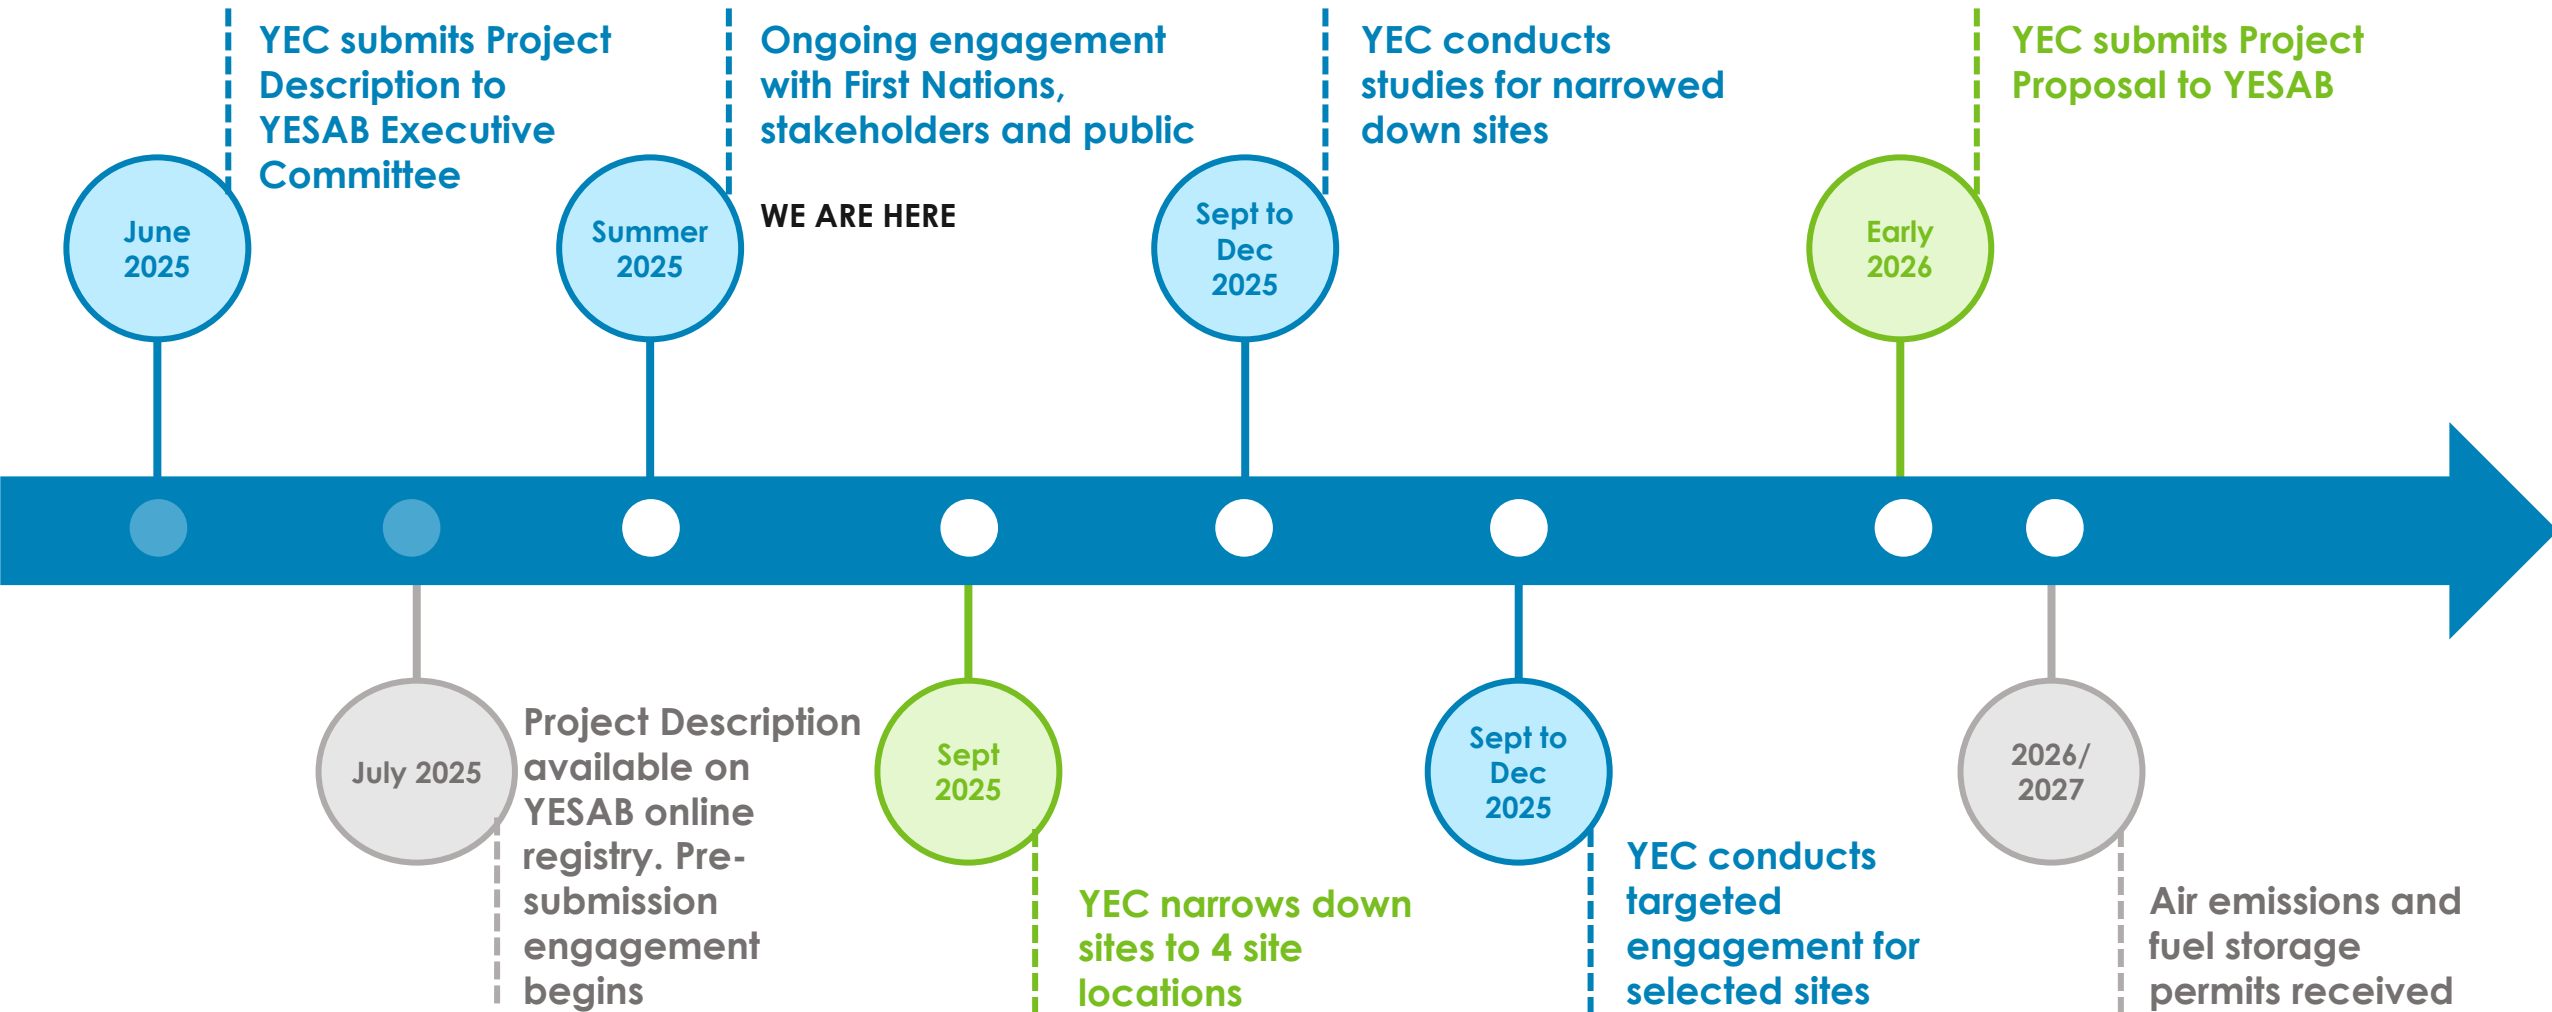 YEC submits Project
Description to
YESAB Executive
Committee
June
2025
Ongoing engagement
with First Nations,
stakeholders and public
WE ARE HERE
Summer
2025
YEC conducts
studies for narrowed
down sites
Sept to
Dec
2025
YEC submits Project
Proposal to YESAB
Early
2026
July 2025
Project Description
available on
YESAB online
registry. Pre-
submission
engagement
begins
Sept
2025
YEC narrows down
sites to 4 site
locations
Sept to
Dec
2025
YEC conducts
targeted
engagement for
selected sites
2026/
2027
Air emissions and
fuel storage
permits received